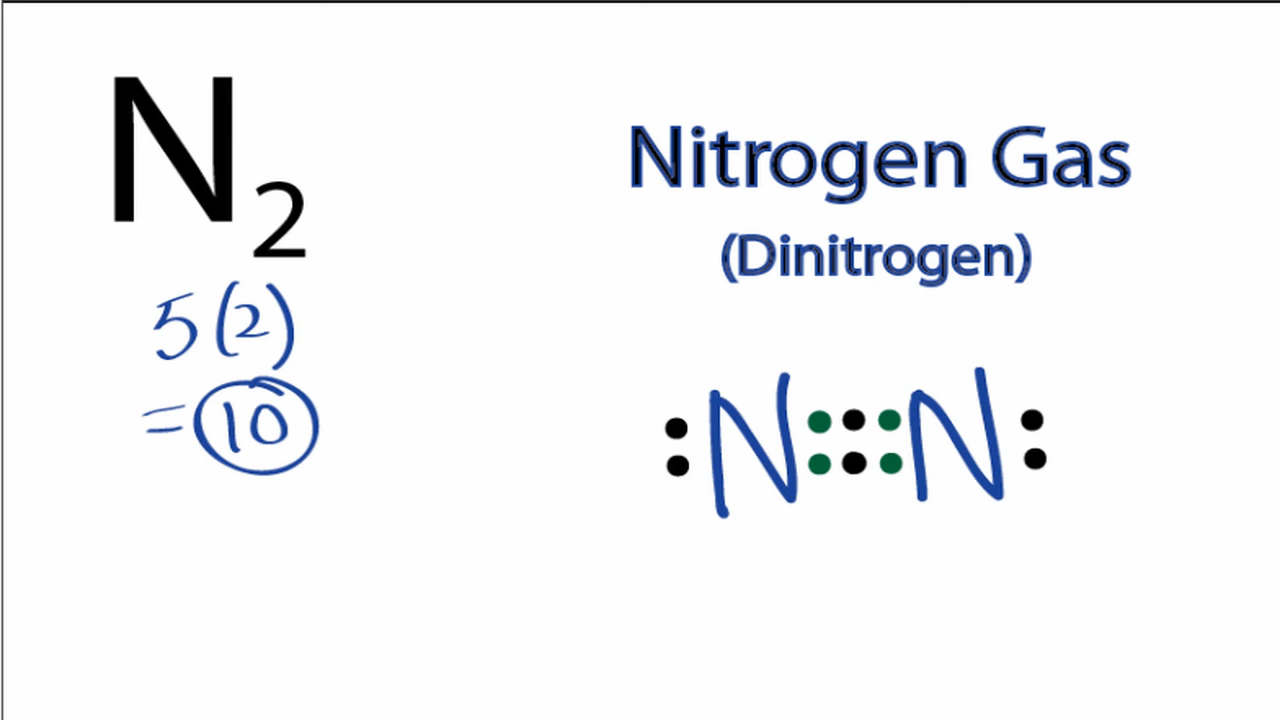 N₂
5(2)
=10
Nitrogen Gas
(Dinitrogen)
:N:::N: